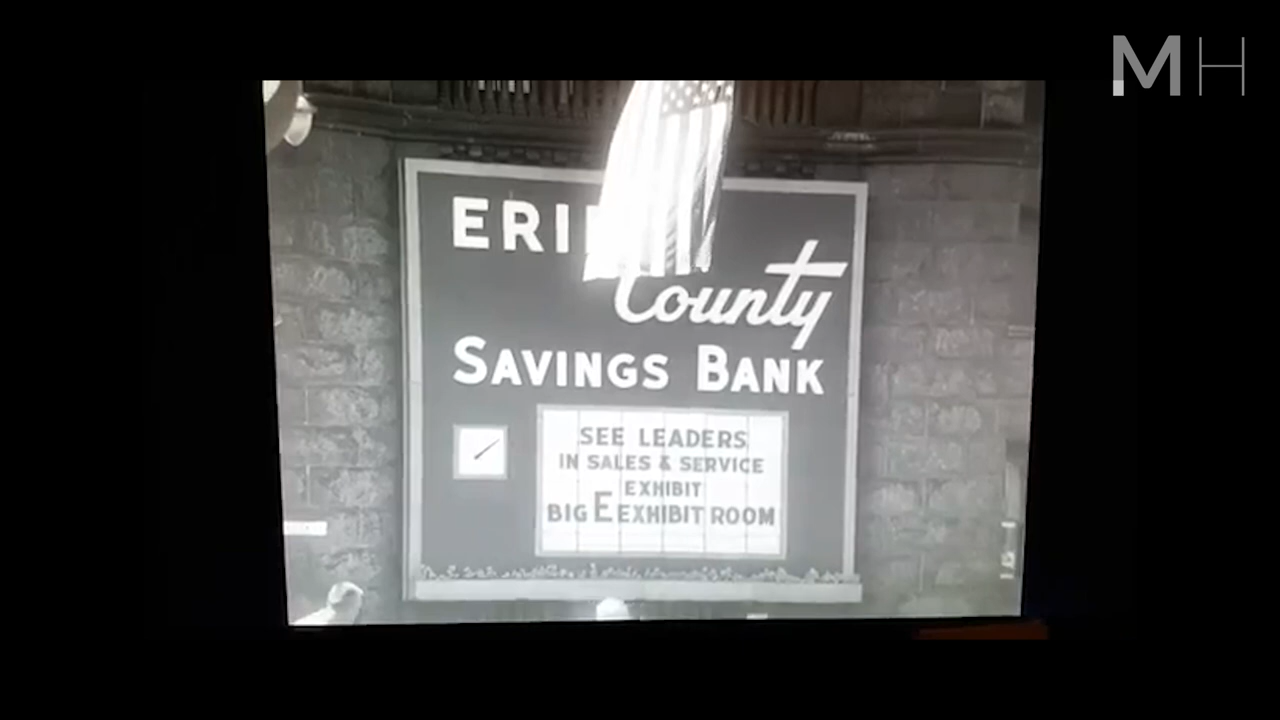 MH
ERI
County
SAVINGS BANK
SEE LEADERS
IN SALES & SERVICE
EXHIBIT
BIG E EXHIBIT ROOM